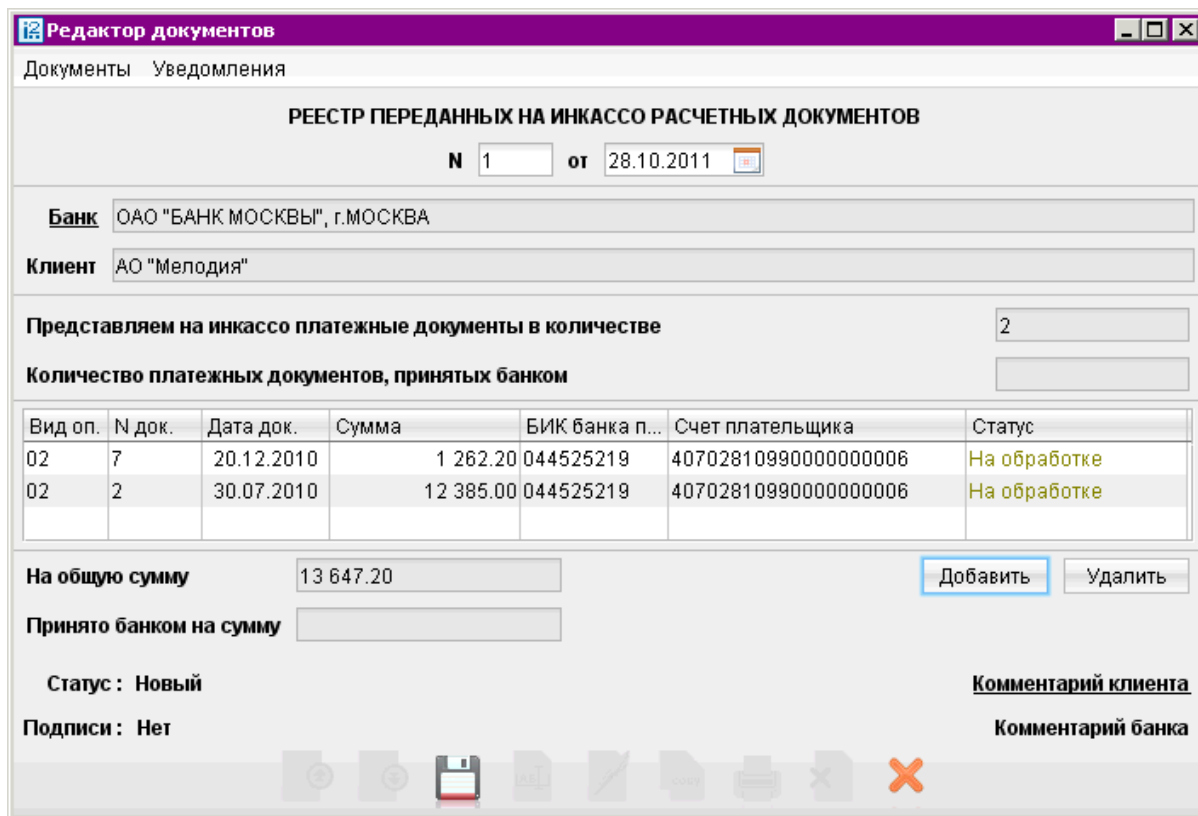 Редактор документов
Документы Уведомления
РЕЕСТР ПЕРЕДАННЫХ НА ИНКАССО РАСЧЕТНЫХ ДОКУМЕНТОВ
N 1 от 28.10.2011
Банк ОАО "БАНК МОСКВЫ", г.МОСКВА
Клиент АО "Мелодия"
Представляем на инкассо платежные документы в количестве 2
Количество платежных документов, принятых банком
Вид оп. N док. Дата док. Сумма БИК банка п... Счет плательщика Статус
02 7 20.12.2010 1 262.20 044525219 40702810990000000006 На обработке
02 2 30.07.2010 12 385.00 044525219 40702810990000000006 На обработке
На общую сумму 13 647.20 Добавить Удалить
Принято банком на сумму
Статус : Новый Комментарий клиента
Подписи : Нет Комментарий банка